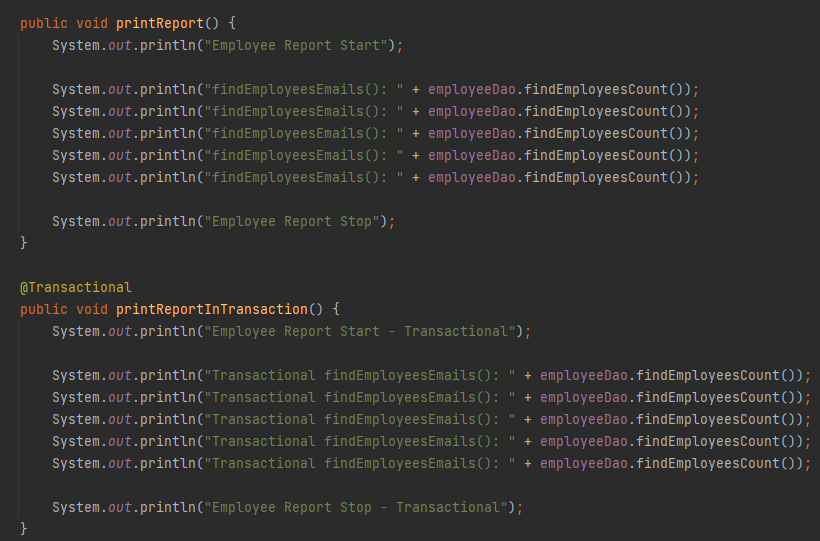 public void printReport() {
System.out.println("Employee Report Start");
System.out.println("findEmployeesEmails(): " + employeeDao.findEmployeesCount());
System.out.println("findEmployeesEmails(): " + employeeDao.findEmployeesCount());
System.out.println("findEmployeesEmails(): " + employeeDao.findEmployeesCount());
System.out.println("findEmployeesEmails(): " + employeeDao.findEmployeesCount());
System.out.println("findEmployeesEmails(): " + employeeDao.findEmployeesCount());
System.out.println("Employee Report Stop");
}
@Transactional
public void printReportInTransaction() {
System.out.println("Employee Report Start - Transactional");
System.out.println("Transactional findEmployeesEmails(): " + employeeDao.findEmployeesCount());
System.out.println("Transactional findEmployeesEmails(): " + employeeDao.findEmployeesCount());
System.out.println("Transactional findEmployeesEmails(): " + employeeDao.findEmployeesCount());
System.out.println("Transactional findEmployeesEmails(): " + employeeDao.findEmployeesCount());
System.out.println("Transactional findEmployeesEmails(): " + employeeDao.findEmployeesCount());
System.out.println("Employee Report Stop - Transactional");
}